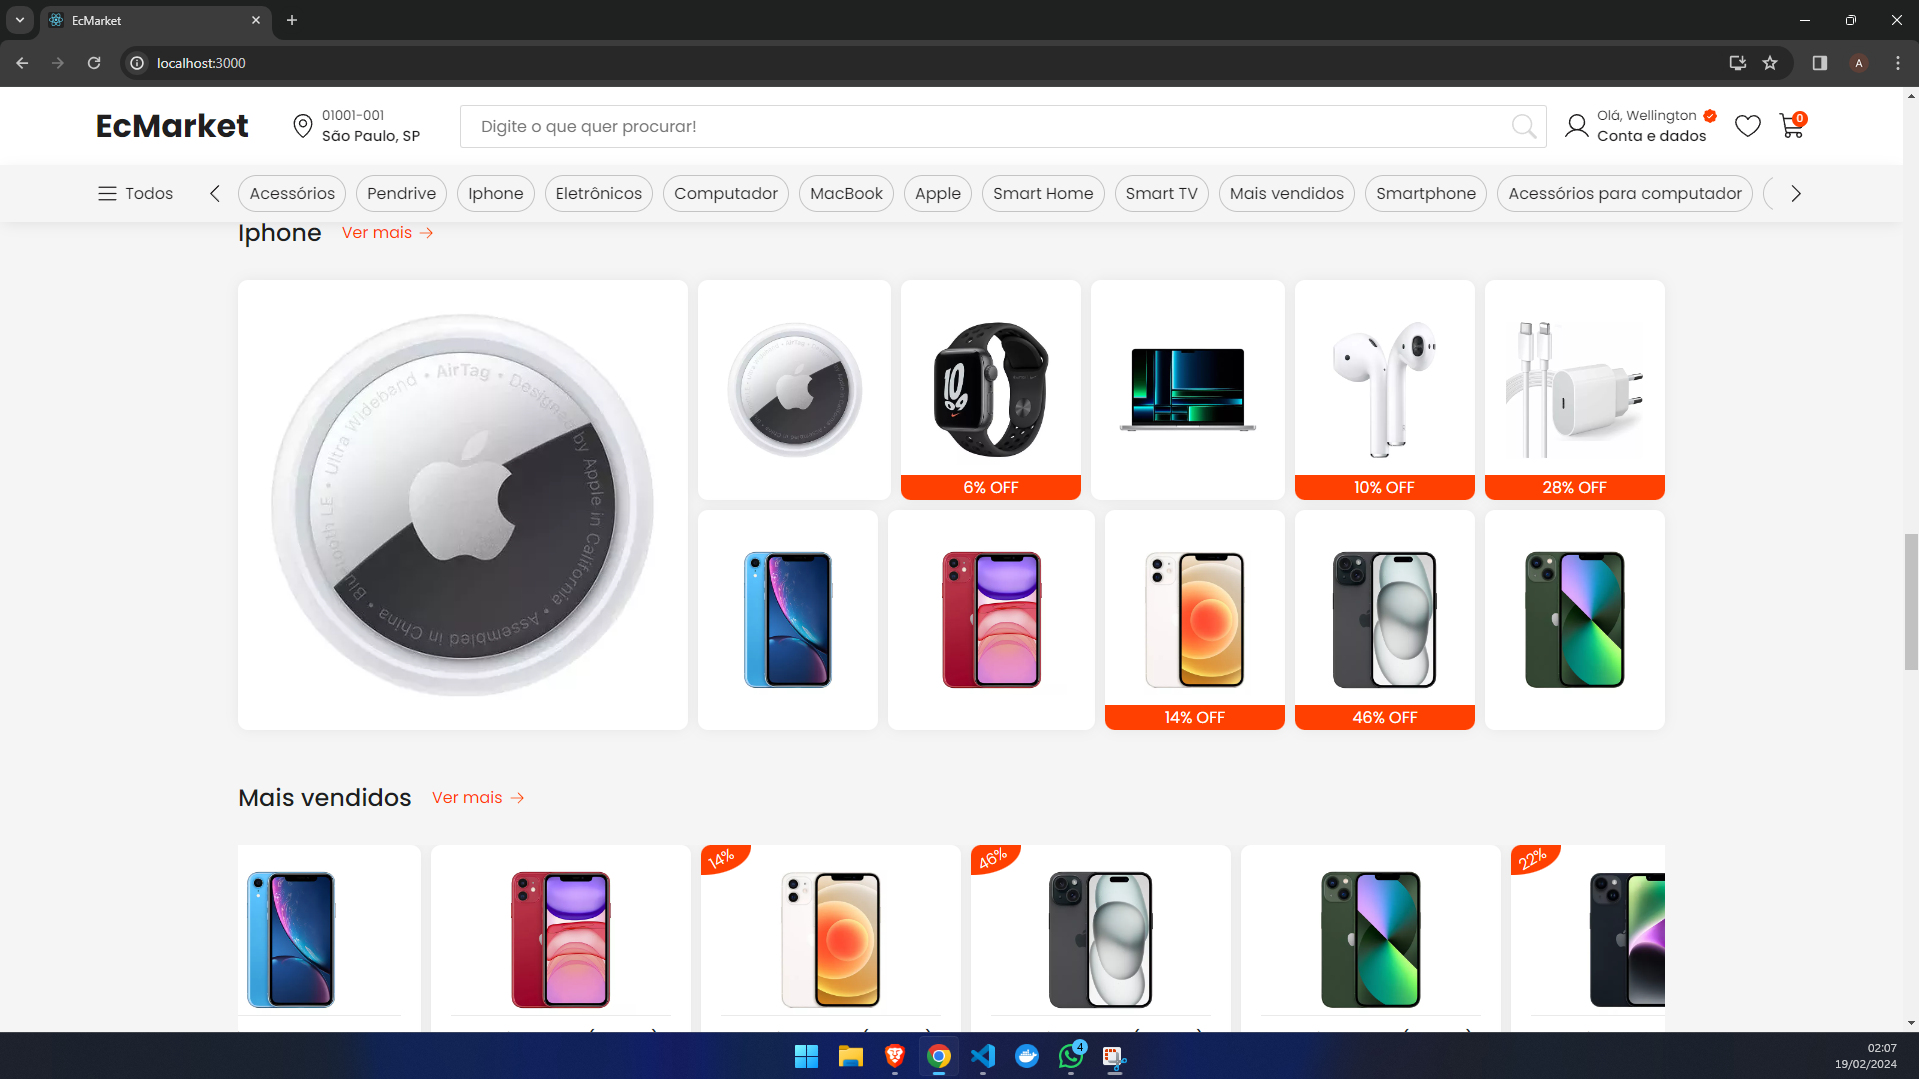 EcMarket
localhost:3000
A
EcMarket
01001-001
São Paulo, SP
Digite o que quer procurar!
Olá, Wellington
Conta e dados
0
Todos
Acessórios
Pendrive
Iphone
Eletrônicos
Computador
MacBook
Apple
Smart Home
Smart TV
Mais vendidos
Smartphone
Acessórios para computador
Iphone
Ver mais →
• AirTag • Designed by Apple in California • Assembled in China • Bluetooth LE • Ultra Wideband
6% OFF
10% OFF
28% OFF
14% OFF
46% OFF
Mais vendidos
Ver mais →
14%
46%
22%
4
02:07
19/02/2024